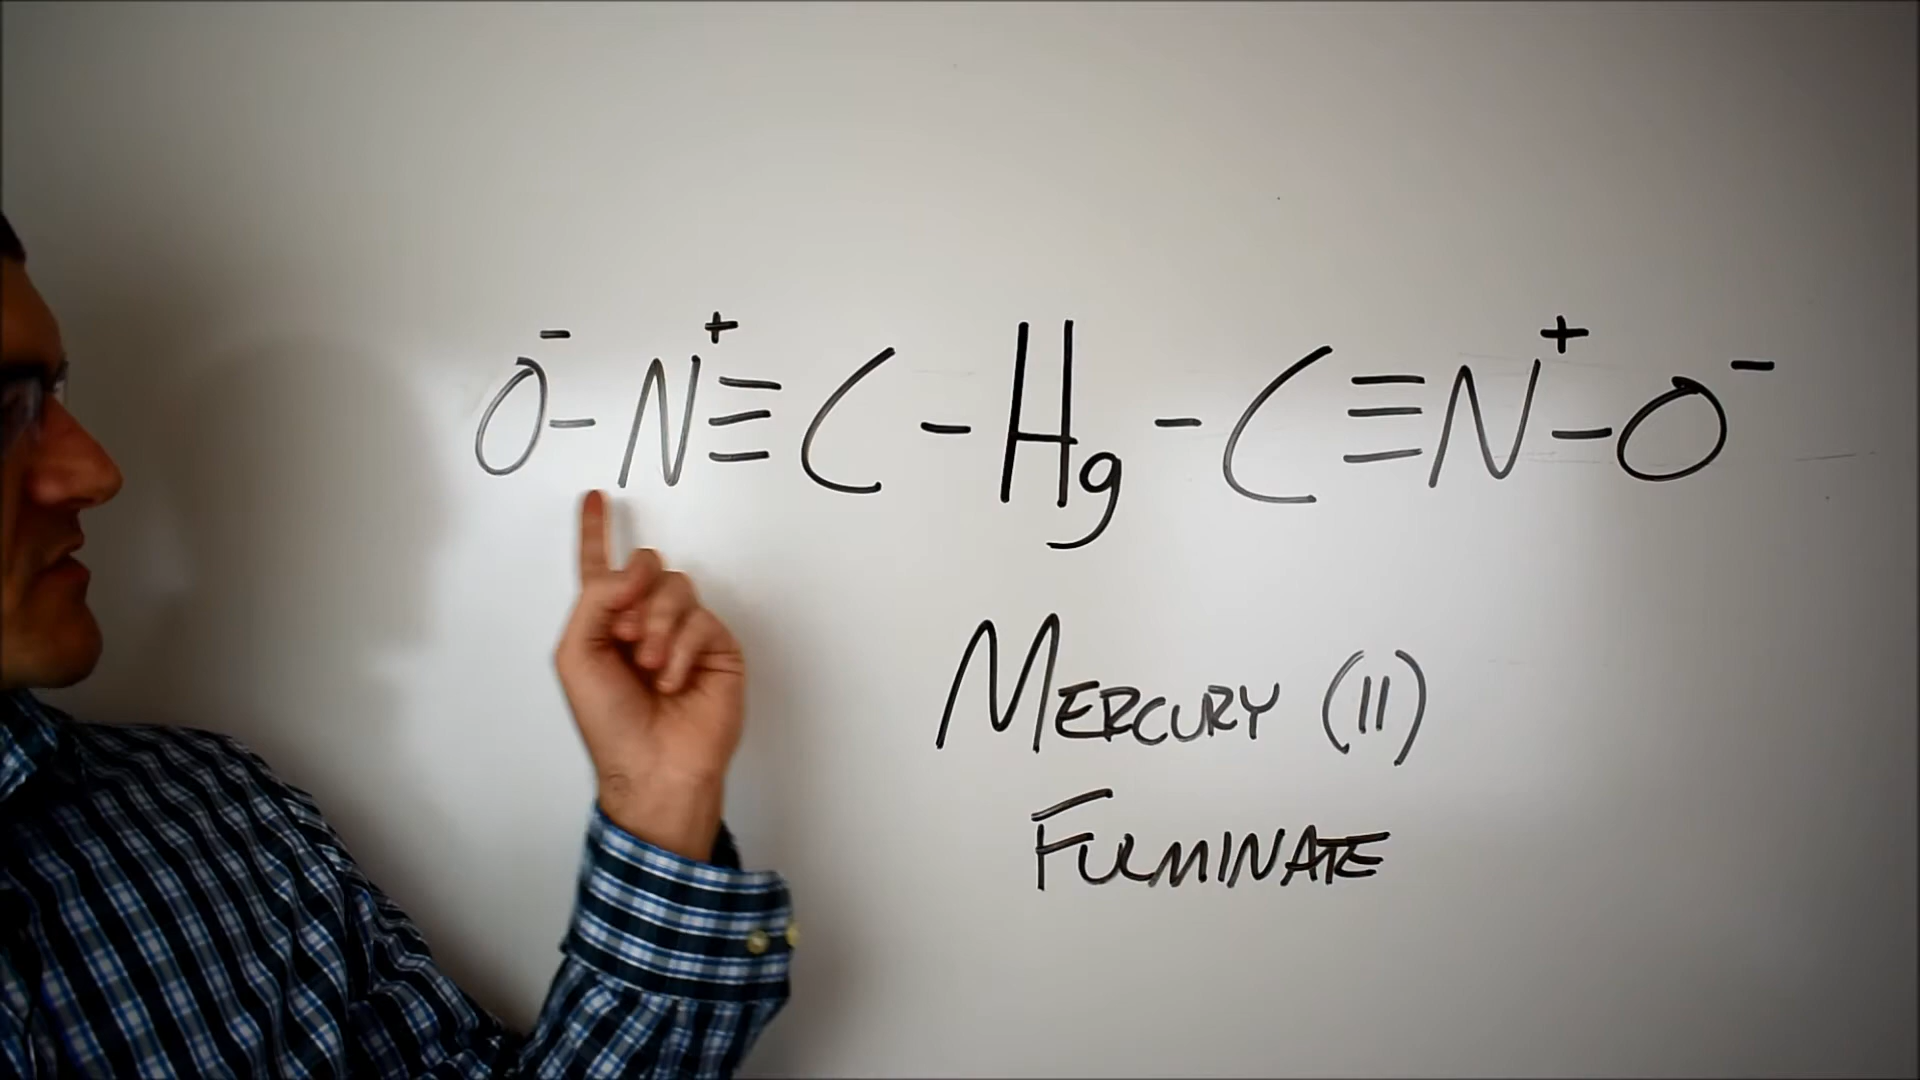 O⁻-N⁺≡C-Hg-C≡N⁺-O⁻
MERCURY (II)
FULMINATE